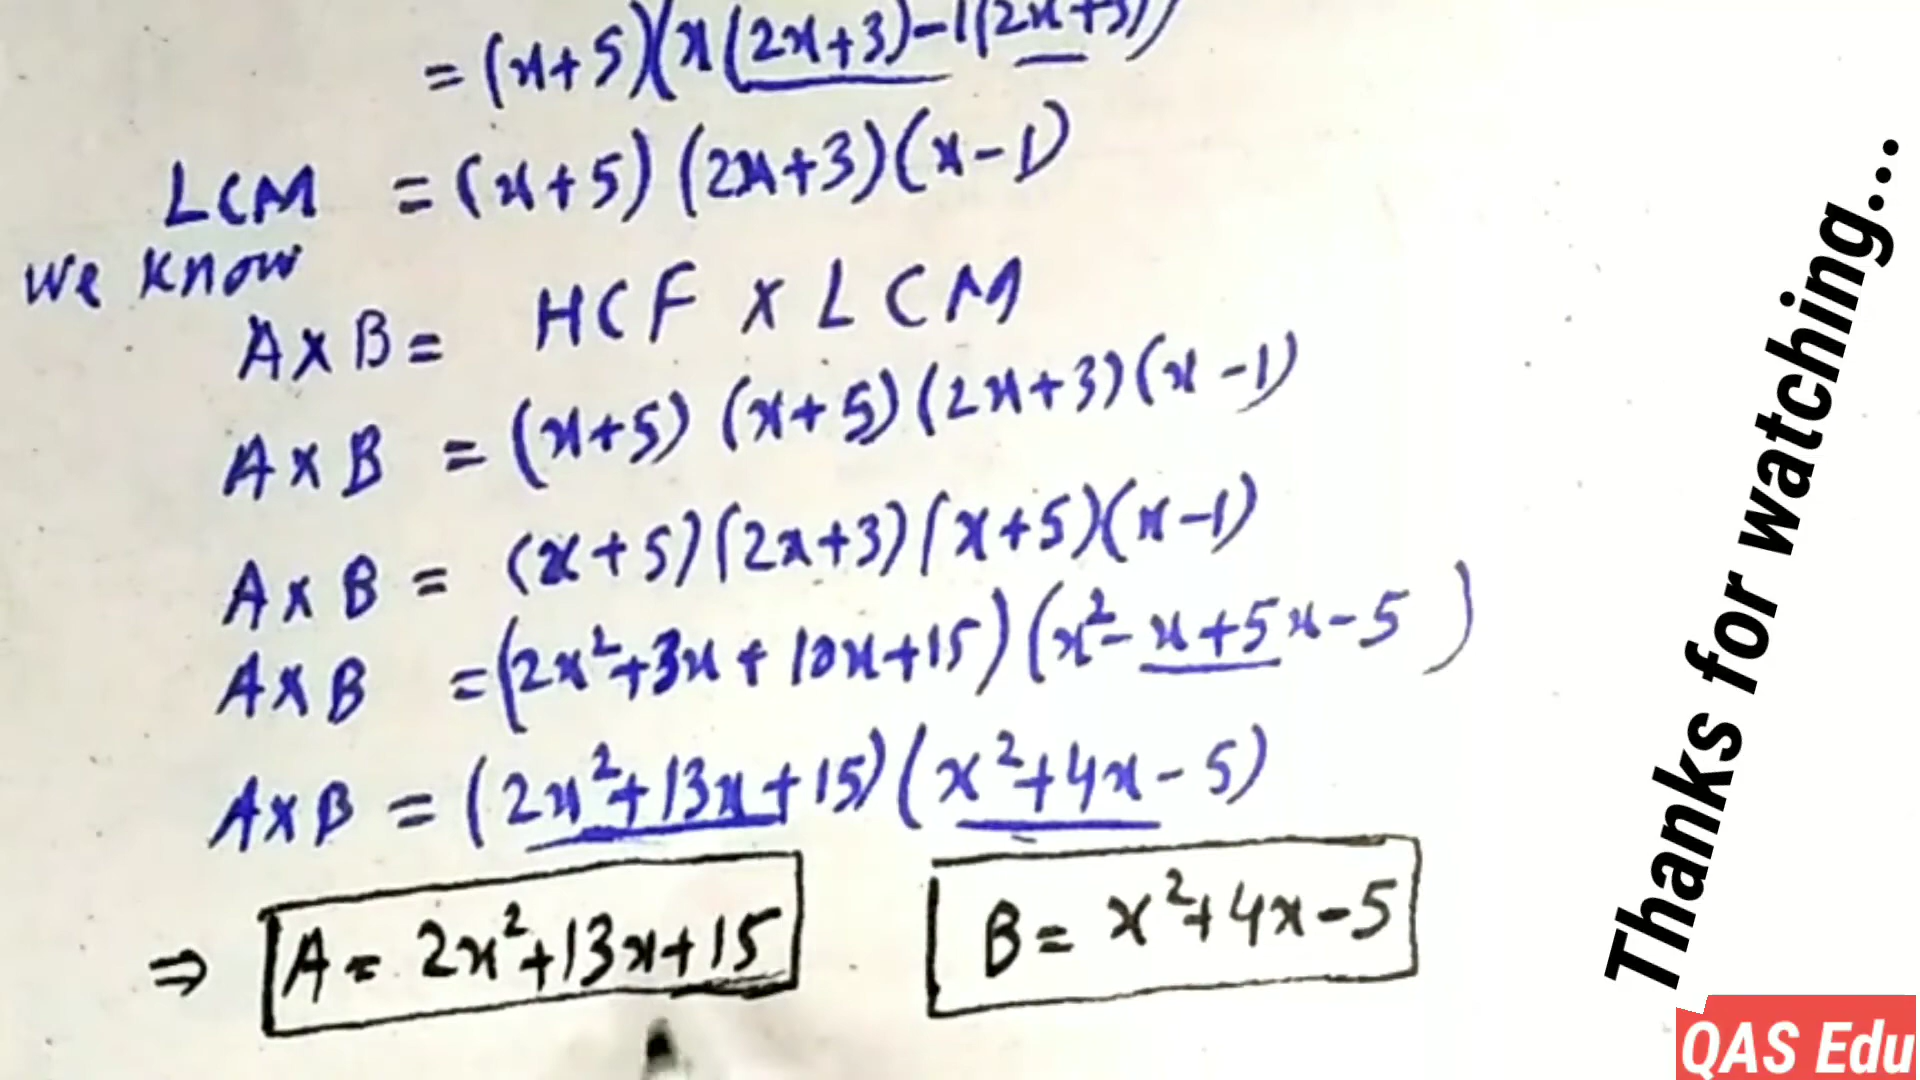 = (x+5)(x(2x+3)-1(2x+3))
LCM = (x+5) (2x+3)(x-1)
We know
A×B = HCF × LCM
A×B = (x+5) (x+5)(2x+3)(x-1)
A×B = (x+5)(2x+3)(x+5)(x-1)
A×B = (2x²+3x+10x+15)(x²-x+5x-5)
A×B = (2x²+13x+15)(x²+4x-5)
⇒ A = 2x²+13x+15 B = x²+4x-5
Thanks for watching...
QAS Edu